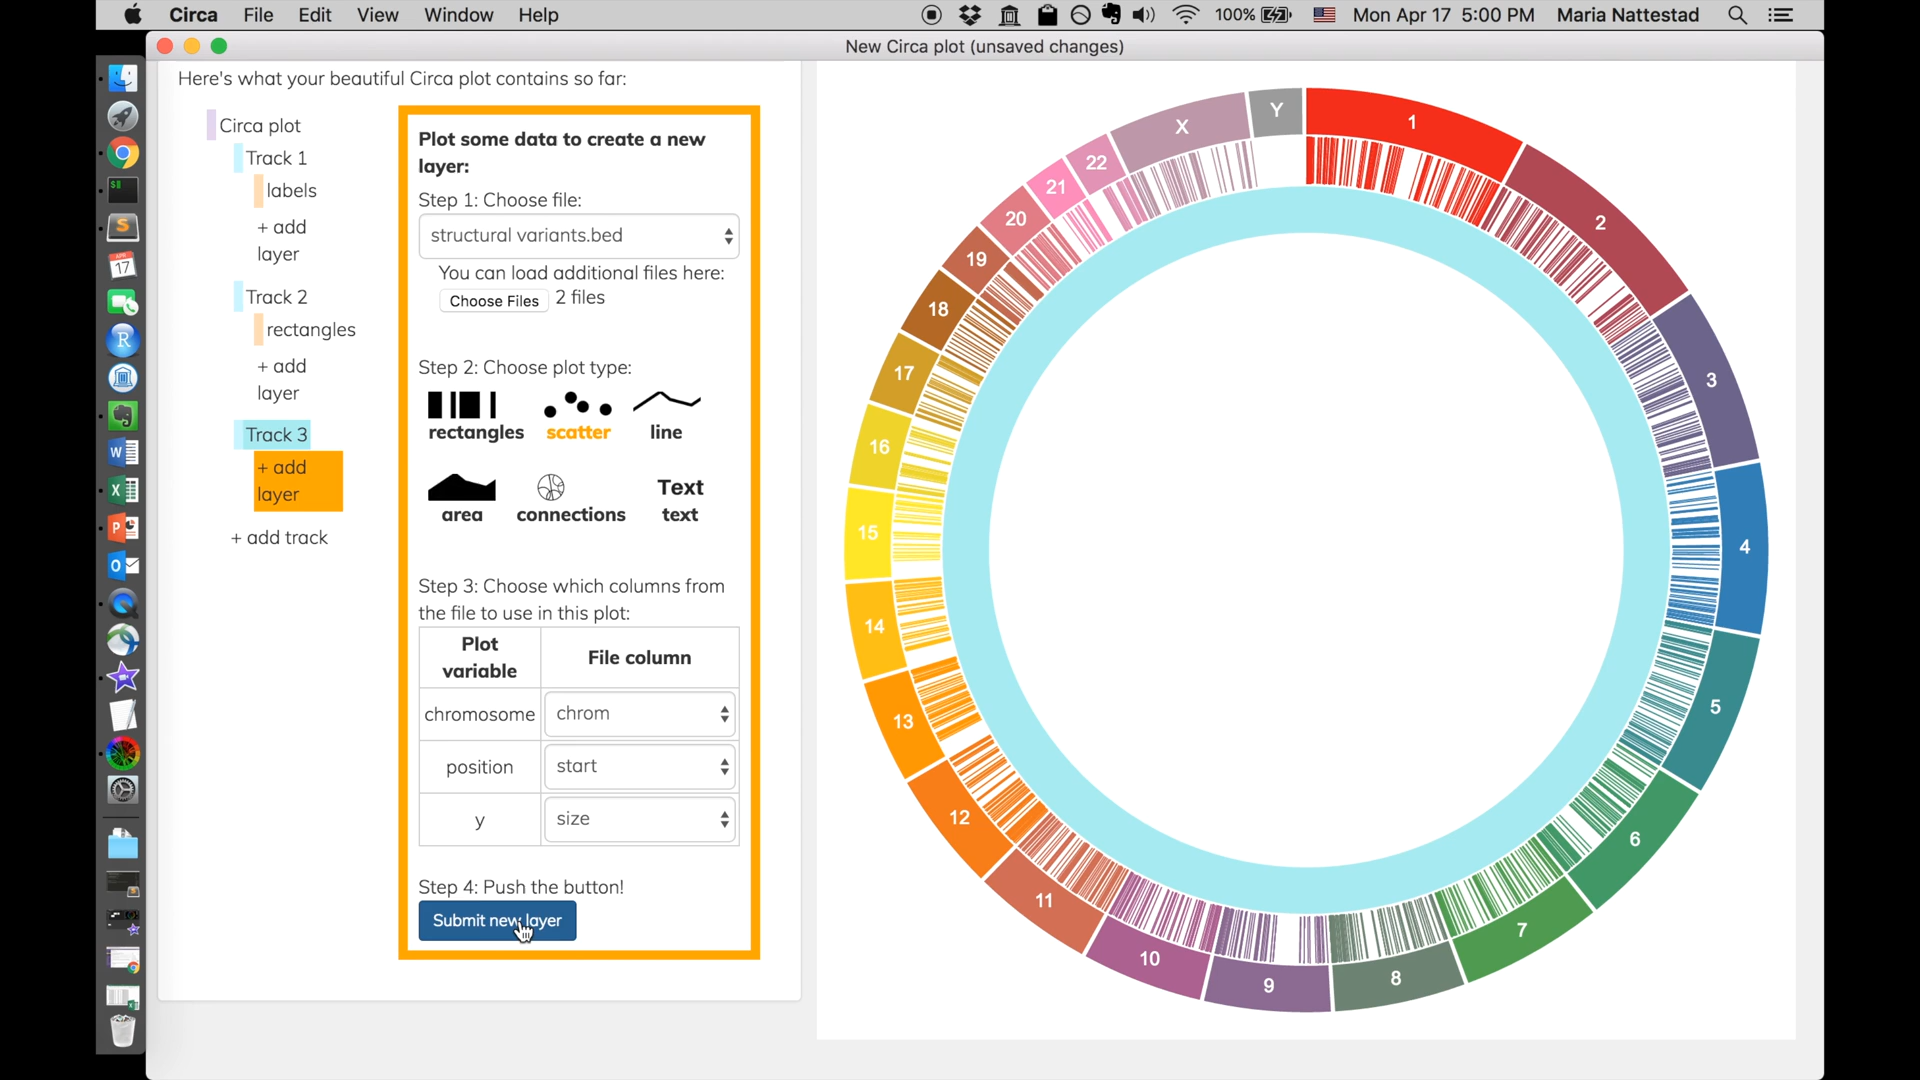 Circa File Edit View Window Help 100% Mon Apr 17 5:00 PM Maria Nattestad
New Circa plot (unsaved changes)
Here's what your beautiful Circa plot contains so far:
Circa plot
Track 1
labels
+ add
layer
Track 2
rectangles
+ add
layer
Track 3
+ add
layer
+ add track
Plot some data to create a new
layer:
Step 1: Choose file:
structural variants.bed
You can load additional files here:
Choose Files 2 files
Step 2: Choose plot type:
rectangles scatter line
Text
area connections text
Step 3: Choose which columns from
the file to use in this plot:
Plot
variable
File column
chromosome chrom
position start
y size
Step 4: Push the button!
Submit new layer
1
2
3
4
5
6
7
8
9
10
11
12
13
14
15
16
17
18
19
20
21
22
X
Y
APR
17
$$
S
R
W
X
P
O